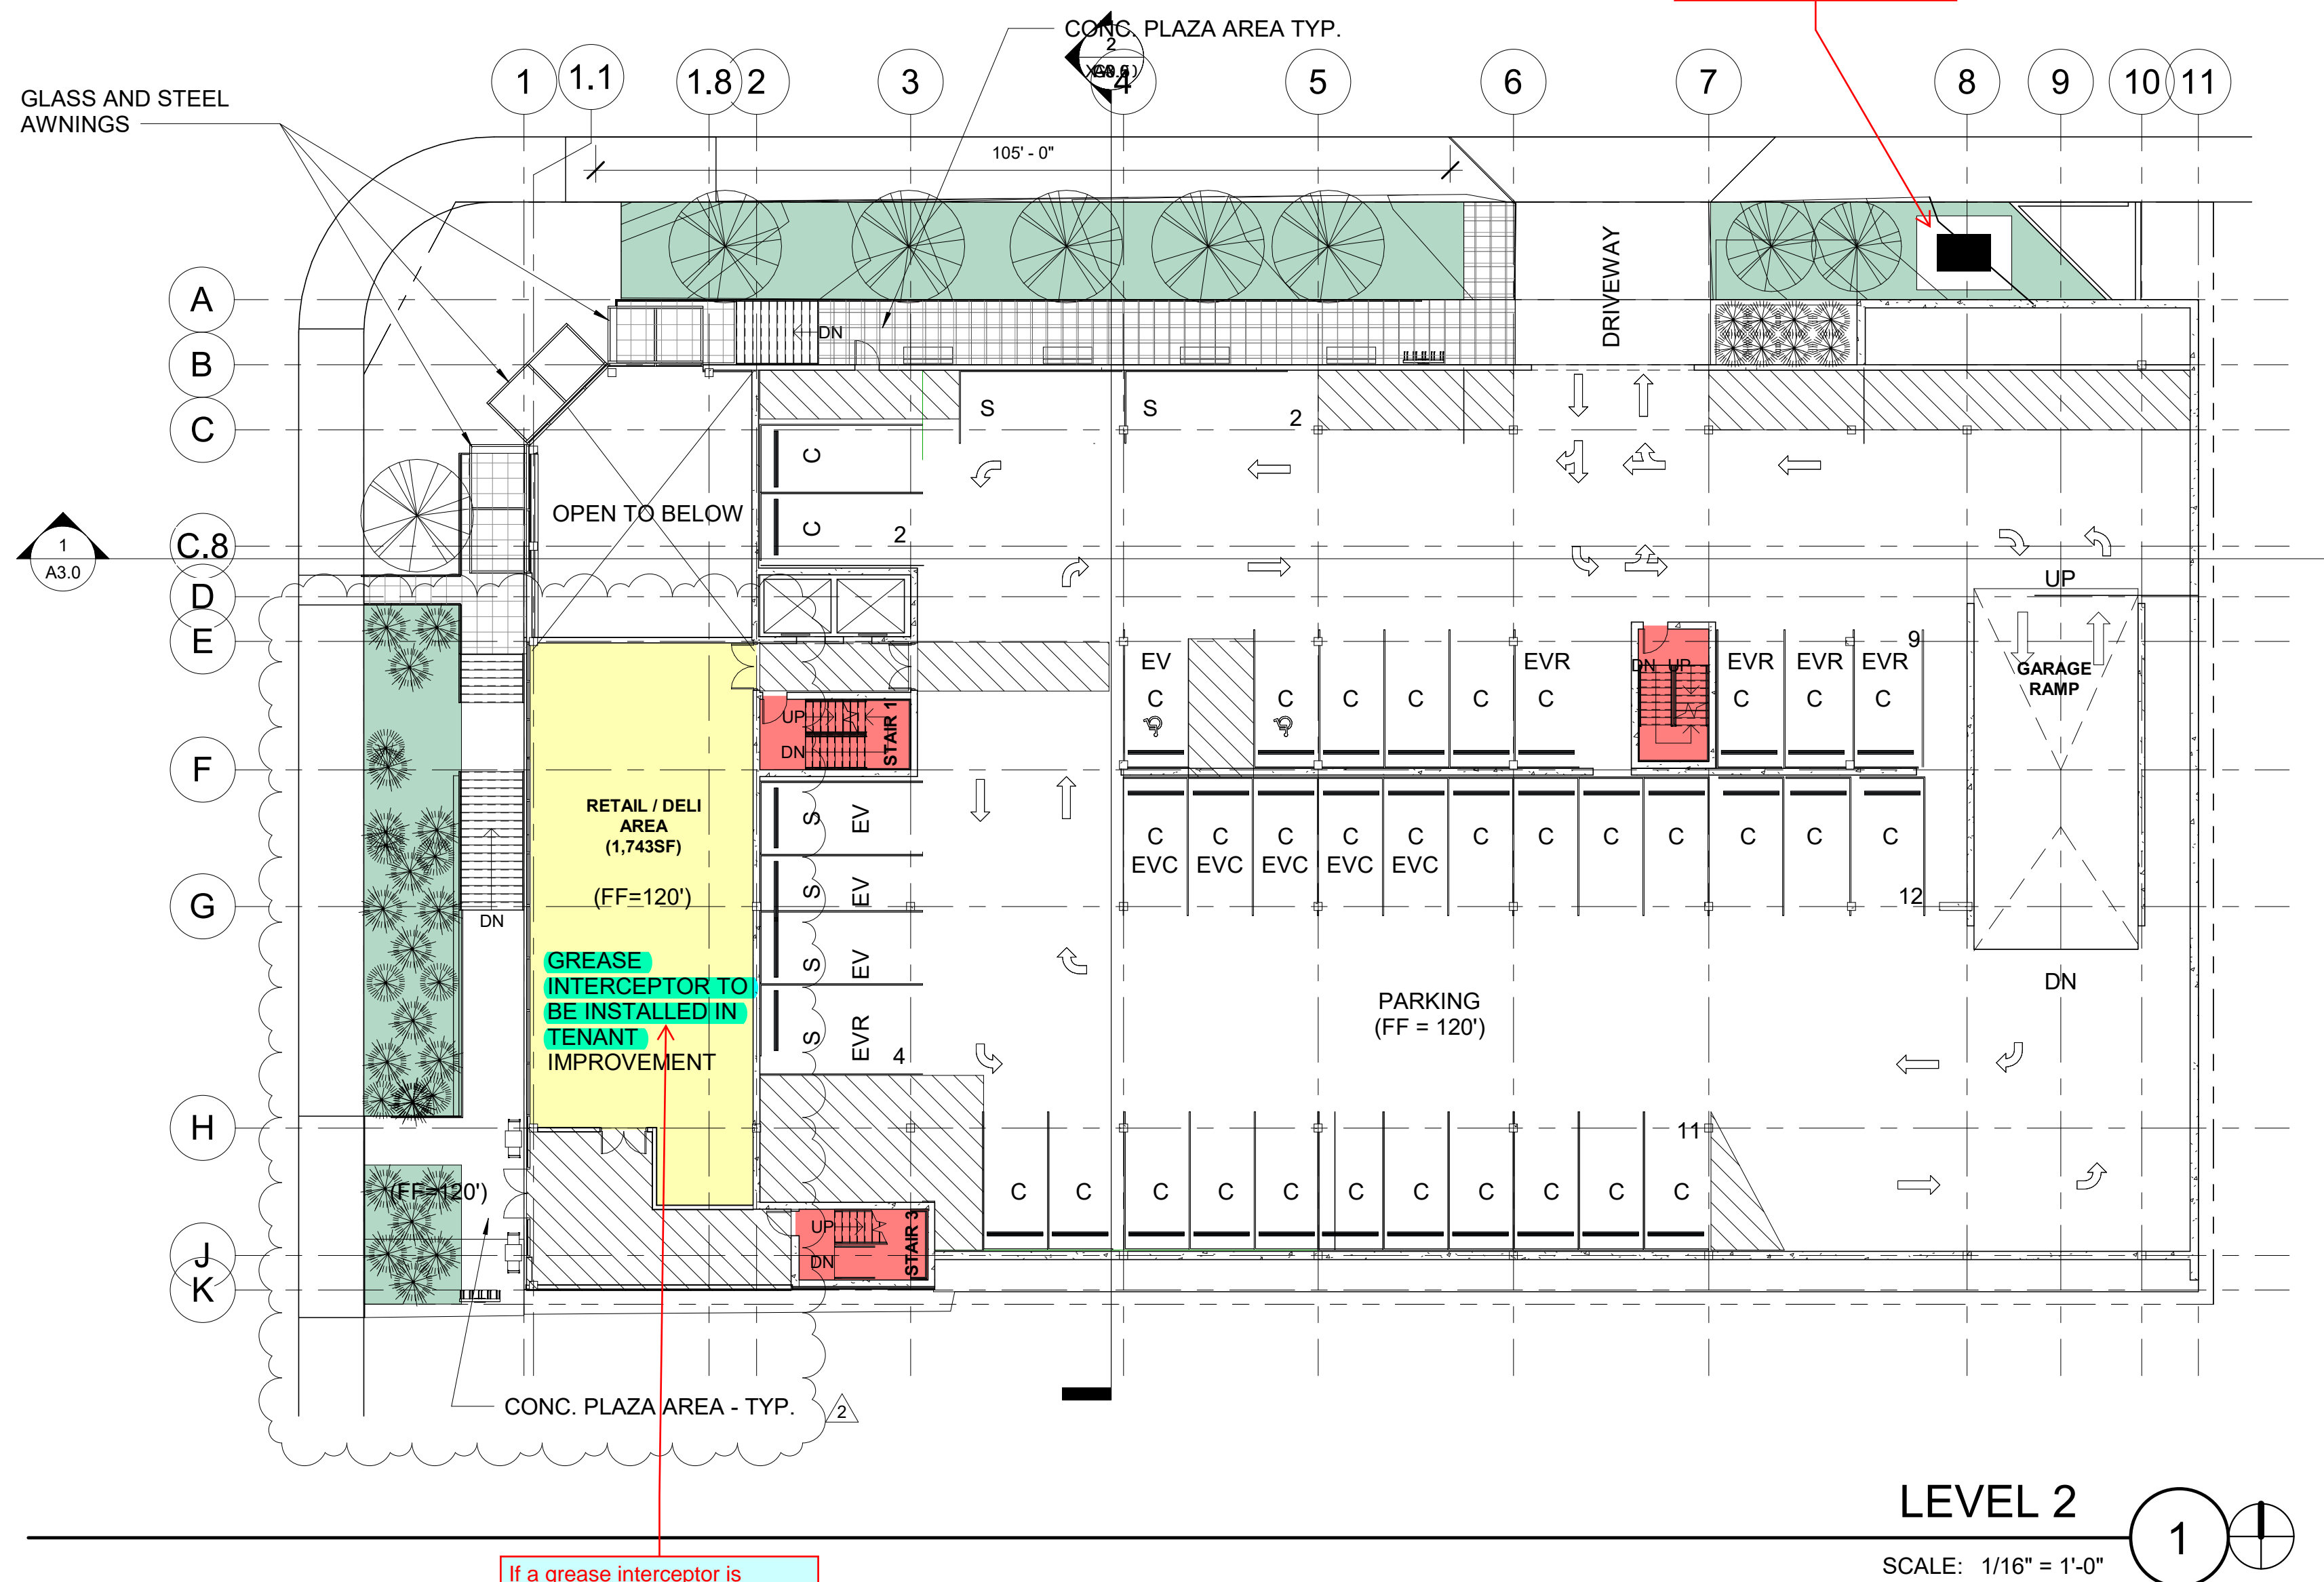 CONC. PLAZA AREA TYP.
2
GLASS AND STEEL
AWNINGS
1
1.1
1.8
2
3
4
5
6
7
8
9
10
11
105' - 0"
A
B
C
C.8
D
E
F
G
H
J
K
DRIVEWAY
DN
S
S
2
C
C
2
OPEN TO BELOW
1
A3.0
UP
GARAGE
RAMP
DN
EV
C
C
C
C
C
EVR
C
DN UP
EVR
C
EVR
C
EVR
C
9
UP
DN
STAIR 1
RETAIL / DELI
AREA
(1,743SF)
(FF=120')
GREASE
INTERCEPTOR TO
BE INSTALLED IN
TENANT
IMPROVEMENT
DN
S EV
S EV
S EV
S EVR
4
C C C C C C C C C C C C
EVC EVC EVC EVC EVC
12
PARKING
(FF = 120')
11
C C C C C C C C C C C
(FF=120')
UP
DN
STAIR 3
CONC. PLAZA AREA - TYP.
2
If a grease interceptor is
LEVEL 2
1
SCALE: 1/16" = 1'-0"